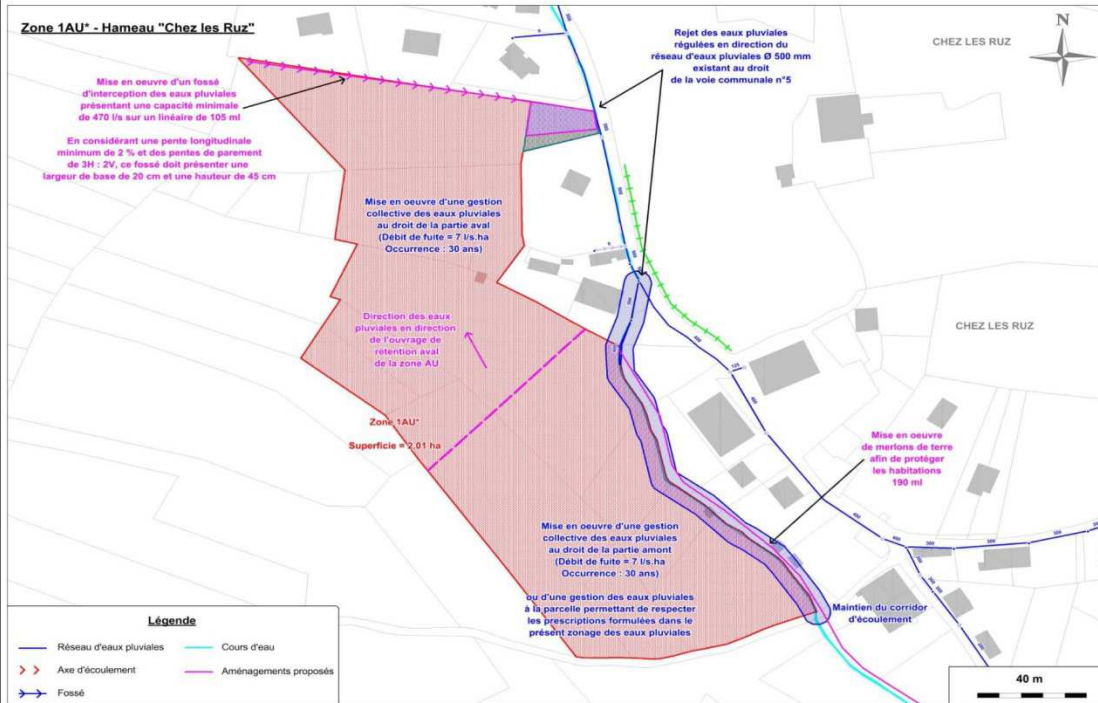 Zone 1AU* - Hameau "Chez les Ruz"
Mise en oeuvre d'un fossé
d'interception des eaux pluviales
présentant une capacité minimale
de 470 l/s sur un linéaire de 105 ml
En considérant une pente longitudinale
minimum de 2 % et des pentes de parement
de 3H : 2V, ce fossé doit présenter une
largeur de base de 20 cm et une hauteur de 45 cm
Rejet des eaux pluviales
régulées en direction du
réseau d'eaux pluviales Ø 500 mm
existant au droit
de la voie communale n°5
N
CHEZ LES RUZ
Mise en oeuvre d'une gestion
collective des eaux pluviales
au droit de la partie aval
(Débit de fuite = 7 l/s.ha
Occurrence : 30 ans)
Direction des eaux
pluviales en direction
de l'ouvrage de
rétention aval
de la zone AU
CHEZ LES RUZ
Zone 1AU*
Superficie = 2,01 ha
Mise en oeuvre
de merlons de terre
afin de protéger
les habitations
190 ml
Mise en oeuvre d'une gestion
collective des eaux pluviales
au droit de la partie amont
(Débit de fuite = 7 l/s.ha
Occurrence : 30 ans)
ou d'une gestion des eaux pluviales
à la parcelle permettant de respecter
les prescriptions formulées dans le
présent zonage des eaux pluviales
Maintien du corridor
d'écoulement
Légende
Réseau d'eaux pluviales
Cours d'eau
Axe d'écoulement
Aménagements proposés
Fossé
40 m